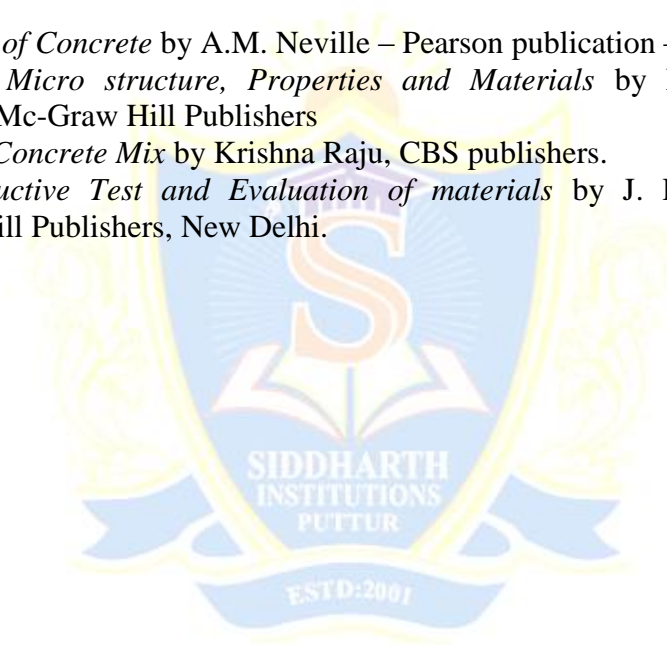 of Concrete by A.M. Neville – Pearson publication –
Micro structure, Properties and Materials by
Mc-Graw Hill Publishers
Concrete Mix by Krishna Raju, CBS publishers.
uctive Test and Evaluation of materials by J.
ill Publishers, New Delhi.
S
SIDDHARTH
INSTITUTIONS
PUTTUR
ESTD:2001